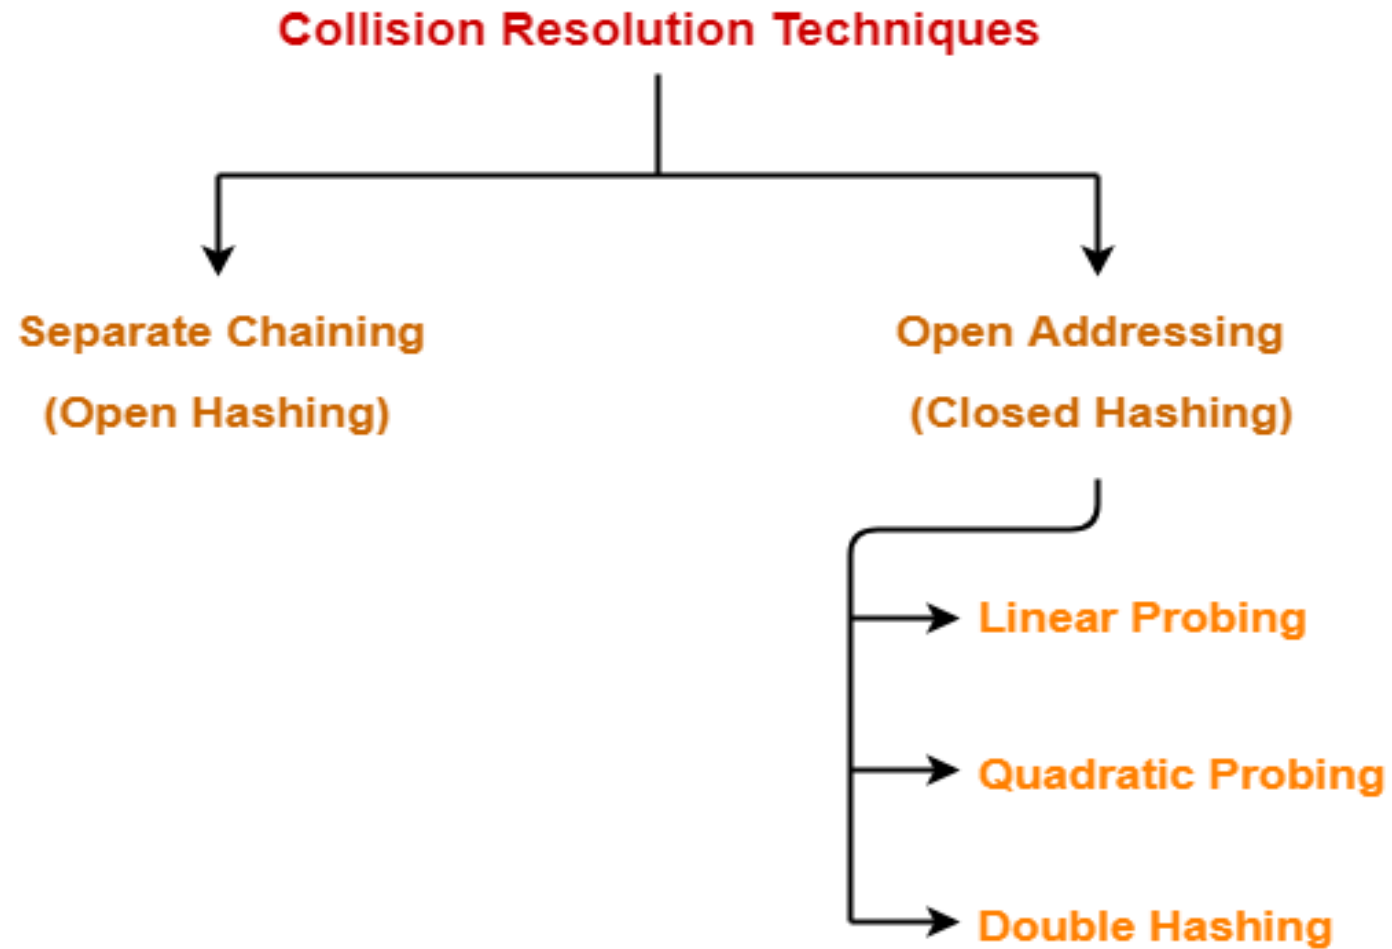 Collision Resolution Techniques
Separate Chaining
(Open Hashing)
Open Addressing
(Closed Hashing)
Linear Probing
Quadratic Probing
Double Hashing